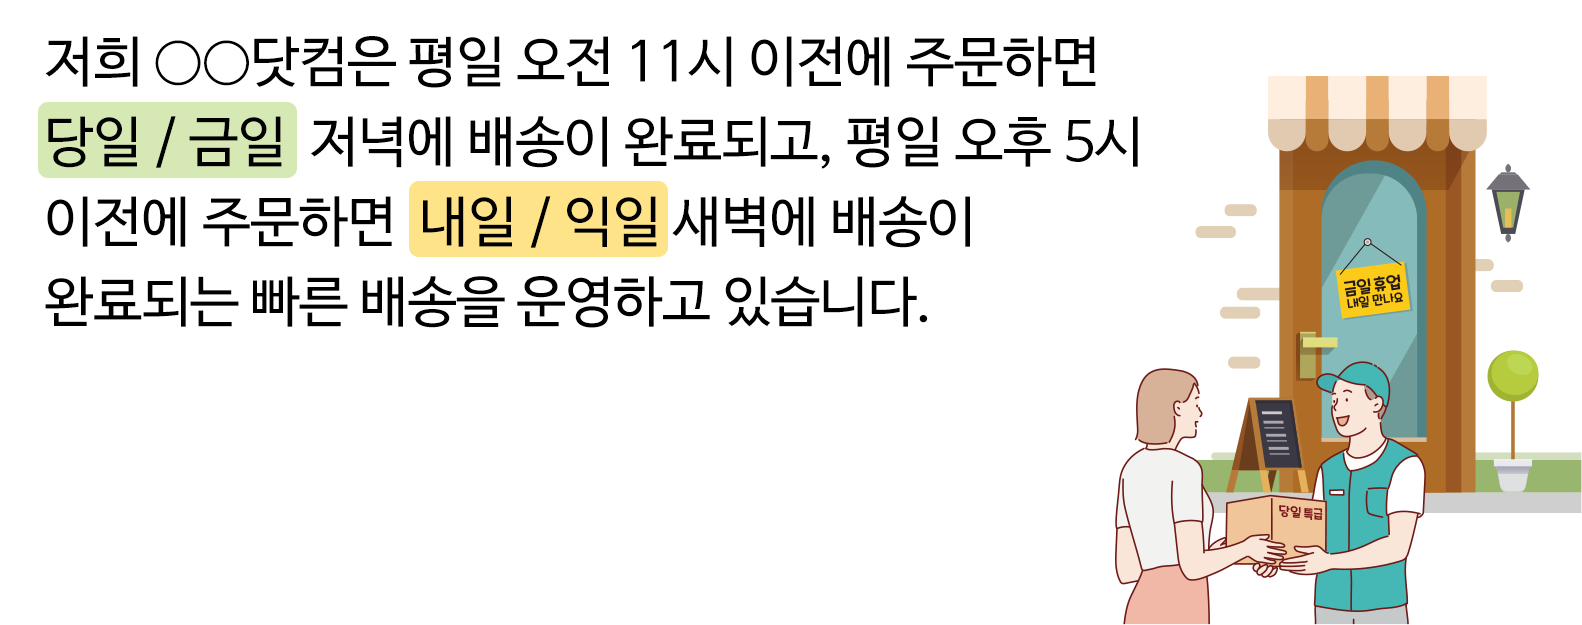 저희 ○○닷컴은 평일 오전 11시 이전에 주문하면
당일 / 금일 저녁에 배송이 완료되고, 평일 오후 5시
이전에 주문하면 내일 / 익일 새벽에 배송이
완료되는 빠른 배송을 운영하고 있습니다.
금일 휴업
내일 만나요
당일 특급